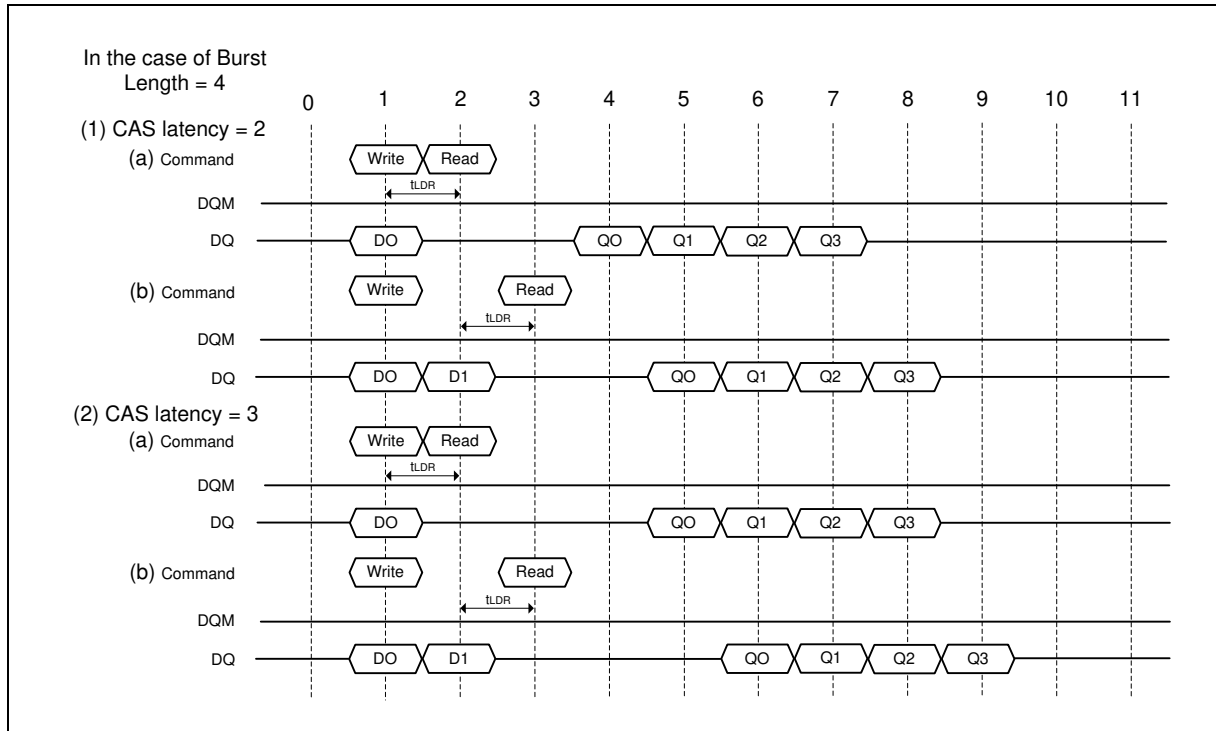 In the case of Burst
Length = 4
0 1 2 3 4 5 6 7 8 9 10 11
(1) CAS latency = 2
(a) Command Write Read
tLDR
DQM
DQ DO QO Q1 Q2 Q3
(b) Command Write Read
tLDR
DQM
DQ DO D1 QO Q1 Q2 Q3
(2) CAS latency = 3
(a) Command Write Read
tLDR
DQM
DQ DO QO Q1 Q2 Q3
(b) Command Write Read
tLDR
DQM
DQ DO D1 QO Q1 Q2 Q3